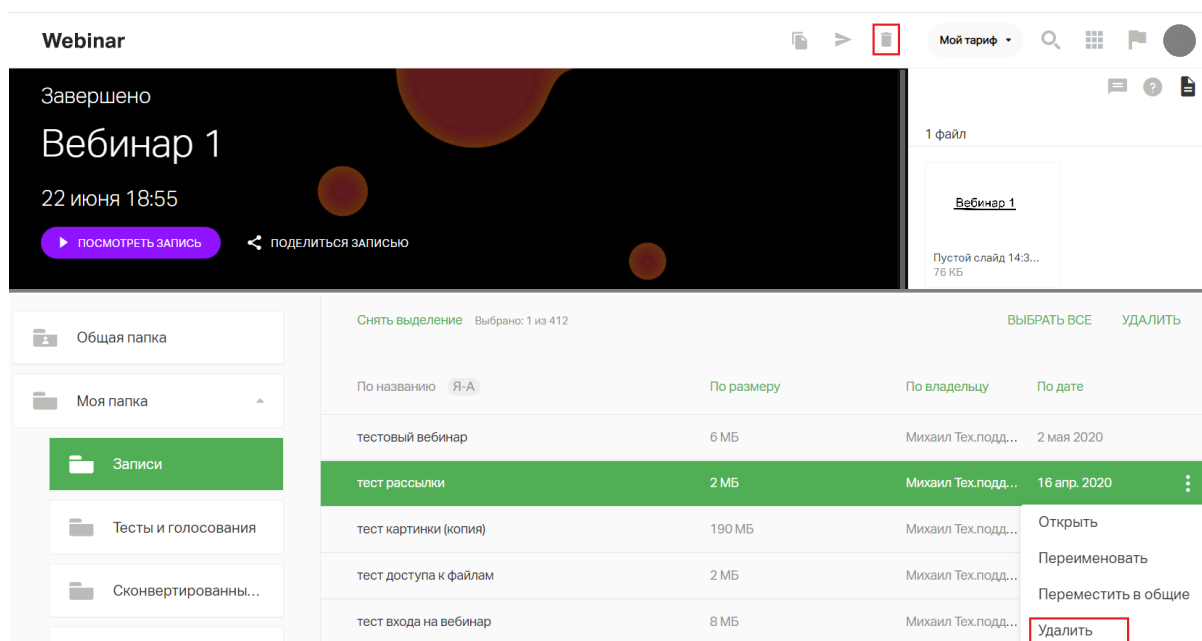 Webinar
Мой тариф
Завершено
Вебинар 1
22 июня 18:55
ПОСМОТРЕТЬ ЗАПИСЬ
ПОДЕЛИТЬСЯ ЗАПИСЬЮ
?
1 файл
Вебинар 1
Пустой слайд 14:3...
76 КБ
Общая папка
Моя папка
Записи
Тесты и голосования
Сконвертированны...
Снять выделение Выбрано: 1 из 412 ВЫБРАТЬ ВСЕ УДАЛИТЬ
По названию Я-А По размеру По владельцу По дате
тестовый вебинар 6 МБ Михаил Тех.подд... 2 мая 2020
тест рассылки 2 МБ Михаил Тех.подд... 16 апр. 2020
тест картинки (копия) 190 МБ Михаил Тех.подд...
тест доступа к файлам 2 МБ Михаил Тех.подд...
тест входа на вебинар 8 МБ Михаил Тех.подд...
Открыть
Переименовать
Переместить в общие
Удалить